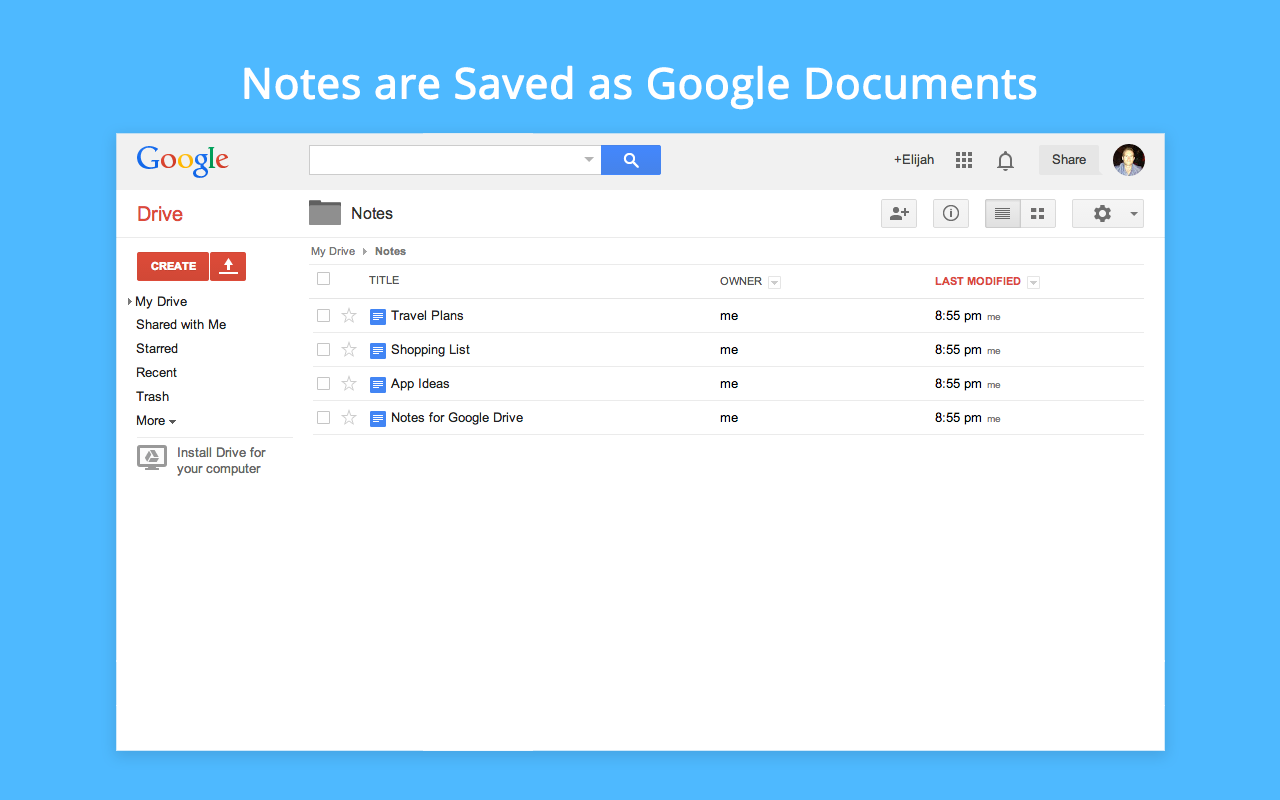 Notes are Saved as Google Documents
Google
+Elijah
Share
Drive
Notes
My Drive
Notes
CREATE
TITLE
OWNER
LAST MODIFIED
My Drive
Shared with Me
Starred
Recent
Trash
More
Install Drive for
your computer
Travel Plans me 8:55 pm me
Shopping List me 8:55 pm me
App Ideas me 8:55 pm me
Notes for Google Drive me 8:55 pm me